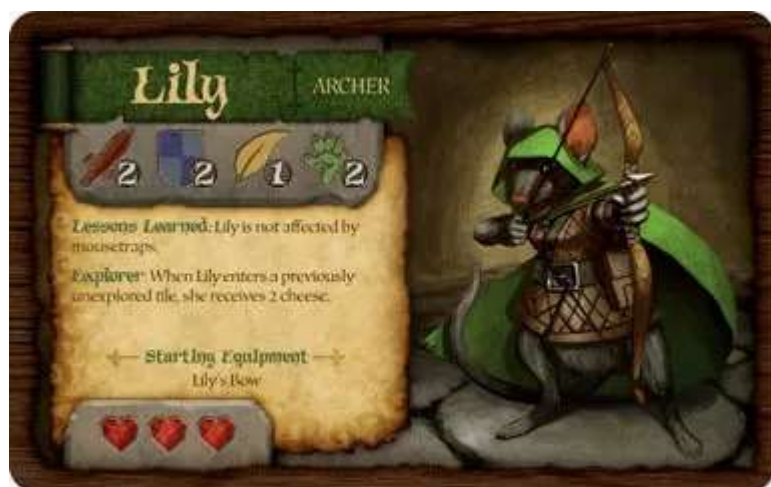 Lily
ARCHER
2 2 1 2
Lessons Learned: Lily is not affected by
mousetraps.
Explorer: When Lily enters a previously
unexplored tile, she receives 2 cheese.
Starting Equipment
Lily's Bow